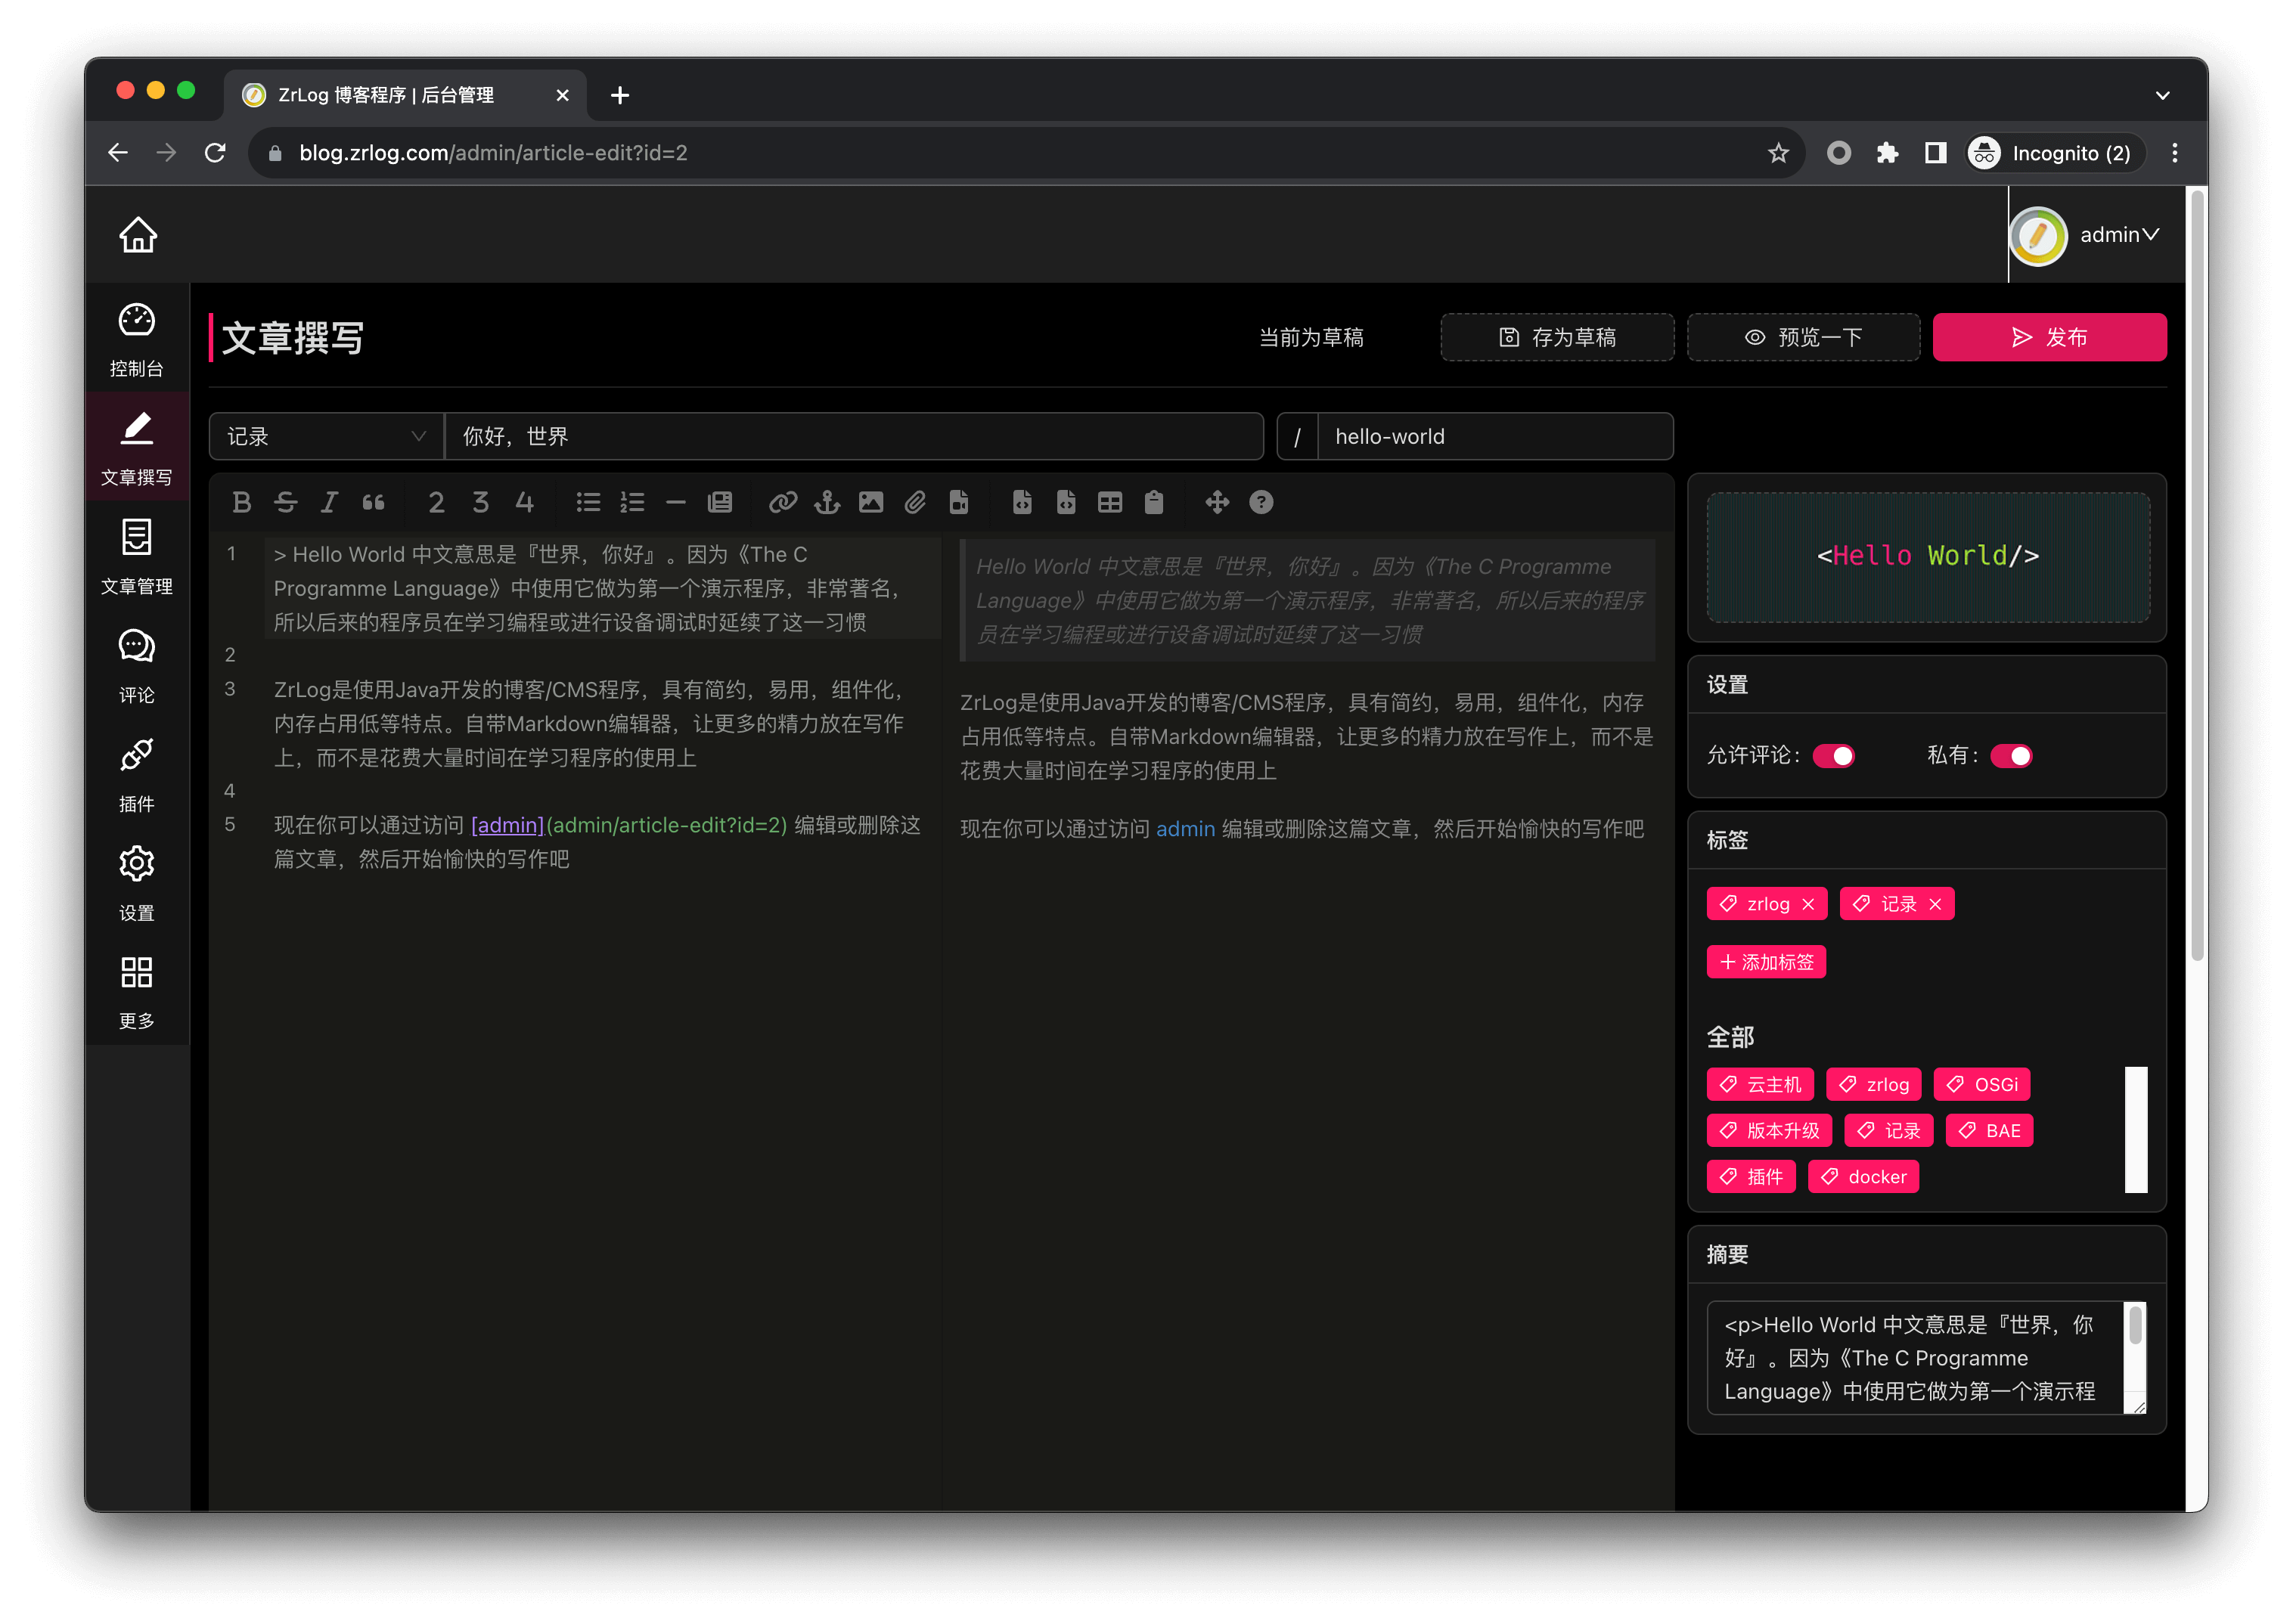 ZrLog 博客程序 | 后台管理
blog.zrlog.com/admin/article-edit?id=2
Incognito (2)
admin
控制台
文章撰写
文章管理
评论
插件
设置
更多
文章撰写
当前为草稿
存为草稿
预览一下
发布
记录
你好，世界
/
hello-world
B S I 2 3 4
1
> Hello World 中文意思是『世界，你好』。因为《The C
Programme Language》中使用它做为第一个演示程序，非常著名，
所以后来的程序员在学习编程或进行设备调试时延续了这一习惯
2
3
ZrLog是使用Java开发的博客/CMS程序，具有简约，易用，组件化，
内存占用低等特点。自带Markdown编辑器，让更多的精力放在写作
上，而不是花费大量时间在学习程序的使用上
4
5
现在你可以通过访问 [admin](admin/article-edit?id=2) 编辑或删除这
篇文章，然后开始愉快的写作吧
Hello World 中文意思是『世界，你好』。因为《The C Programme
Language》中使用它做为第一个演示程序，非常著名，所以后来的程序
员在学习编程或进行设备调试时延续了这一习惯
ZrLog是使用Java开发的博客/CMS程序，具有简约，易用，组件化，内存
占用低等特点。自带Markdown编辑器，让更多的精力放在写作上，而不是
花费大量时间在学习程序的使用上
现在你可以通过访问 admin 编辑或删除这篇文章，然后开始愉快的写作吧
<Hello World/>
设置
允许评论：
私有：
标签
zrlog
记录
添加标签
全部
云主机 zrlog OSGi
版本升级 记录 BAE
插件 docker
摘要
<p>Hello World 中文意思是『世界，你
好』。因为《The C Programme
Language》中使用它做为第一个演示程